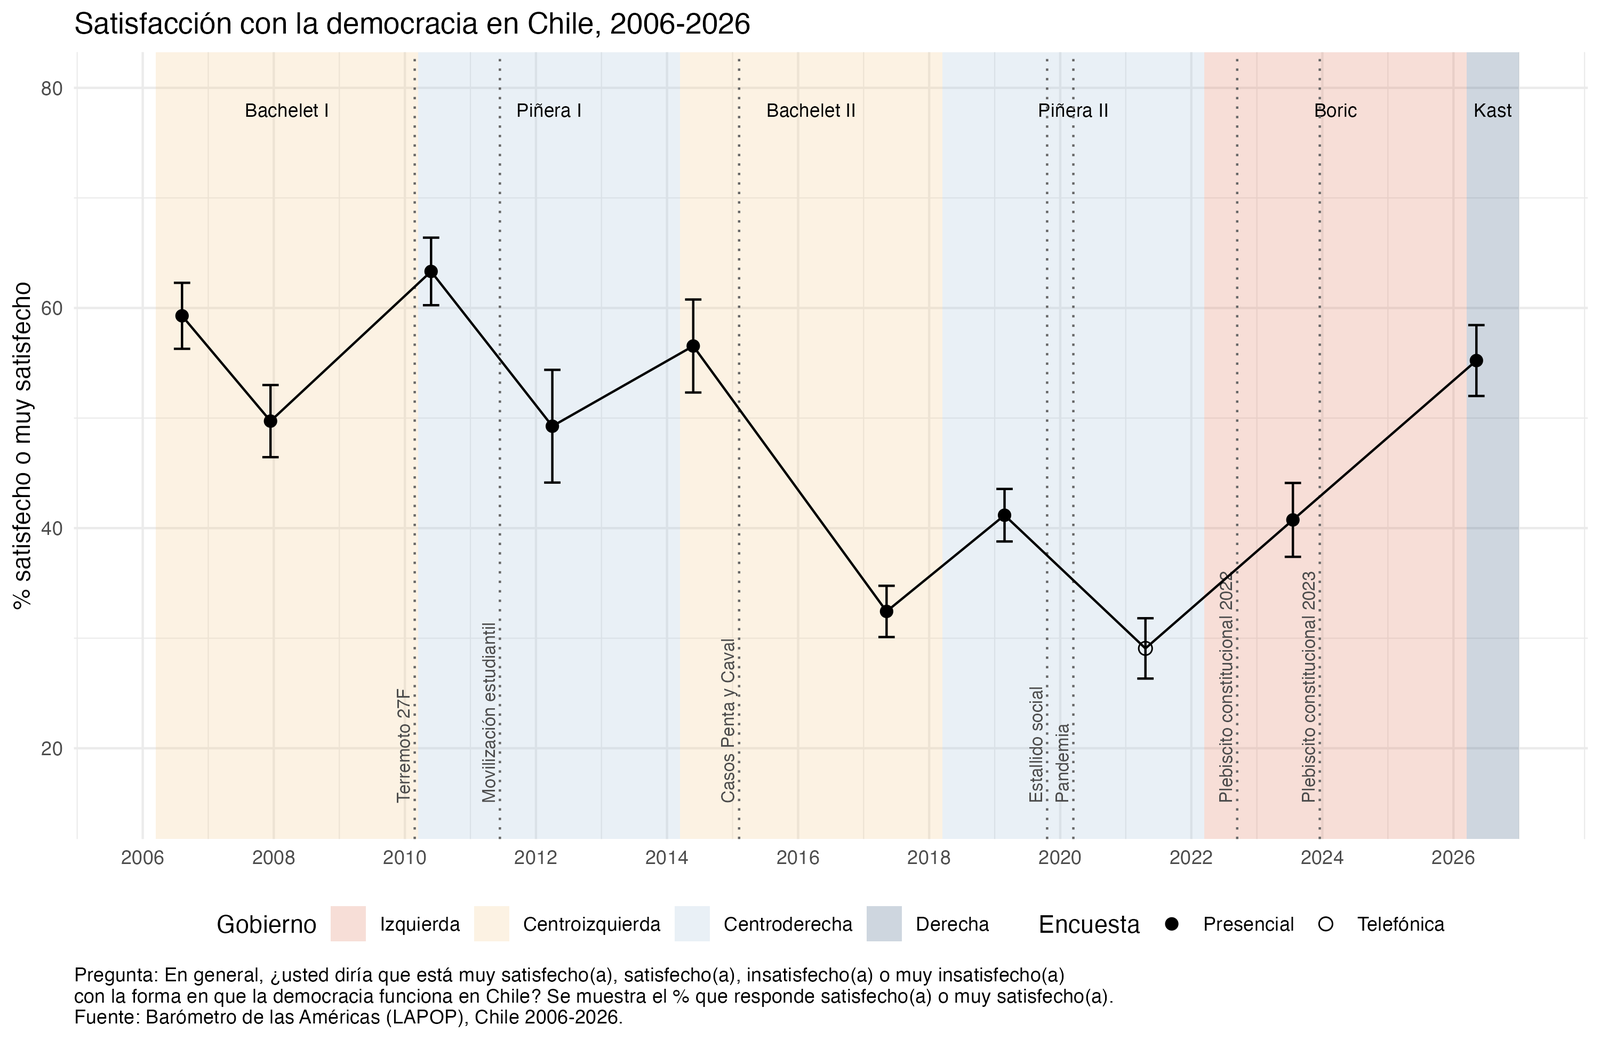 Satisfacción con la democracia en Chile, 2006-2026
% satisfecho o muy satisfecho
80
60
40
20
Bachelet I
Piñera I
Bachelet II
Piñera II
Boric
Kast
Terremoto 27F
Movilización estudiantil
Casos Penta y Caval
Estallido social
Pandemia
Plebiscito constitucional 2022
Plebiscito constitucional 2023
2006 2008 2010 2012 2014 2016 2018 2020 2022 2024 2026
Gobierno Izquierda Centroizquierda Centroderecha Derecha Encuesta Presencial Telefónica
Pregunta: En general, ¿usted diría que está muy satisfecho(a), satisfecho(a), insatisfecho(a) o muy insatisfecho(a)
con la forma en que la democracia funciona en Chile? Se muestra el % que responde satisfecho(a) o muy satisfecho(a).
Fuente: Barómetro de las Américas (LAPOP), Chile 2006-2026.